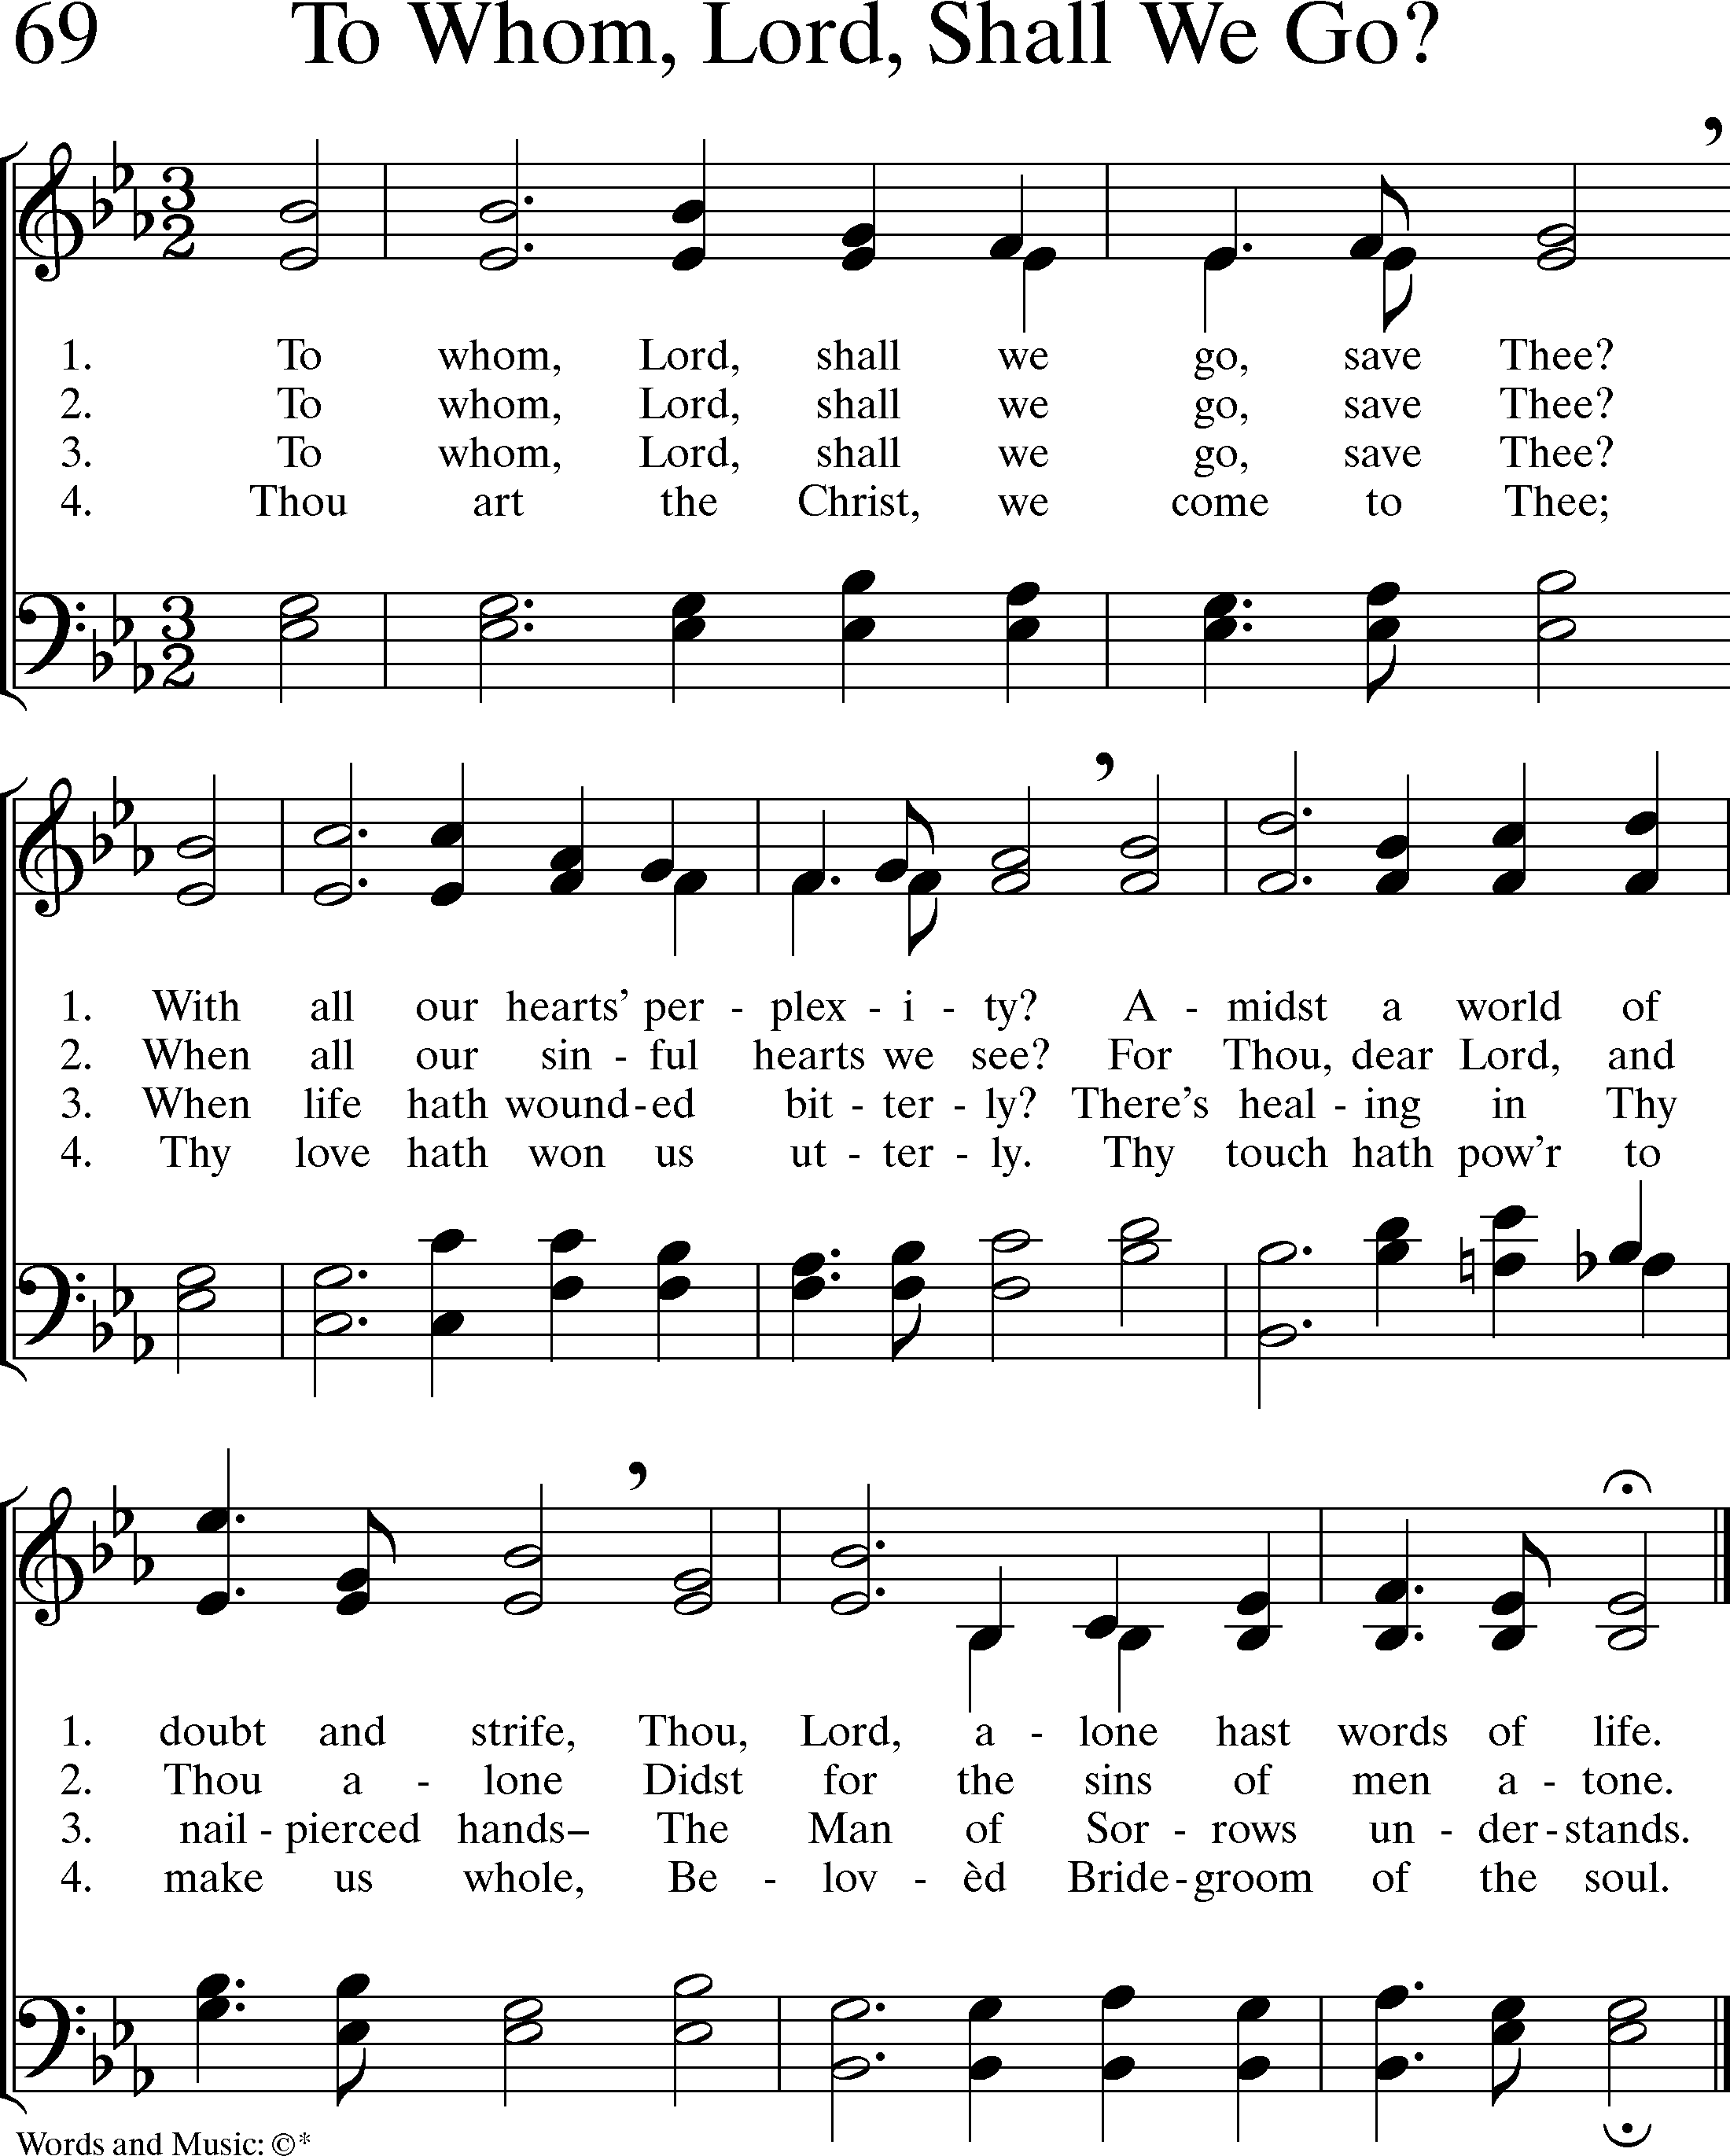 69 To Whom, Lord, Shall We Go?
3
2
1. To whom, Lord, shall we go, save Thee?
2. To whom, Lord, shall we go, save Thee?
3. To whom, Lord, shall we go, save Thee?
4. Thou art the Christ, we come to Thee;
3
2
1. With all our hearts' per - plex - i - ty? A - midst a world of
2. When all our sin - ful hearts we see? For Thou, dear Lord, and
3. When life hath wound - ed bit - ter - ly? There's heal - ing in Thy
4. Thy love hath won us ut - ter - ly. Thy touch hath pow'r to
1. doubt and strife, Thou, Lord, a - lone hast words of life.
2. Thou a - lone Didst for the sins of men a - tone.
3. nail - pierced hands– The Man of Sor - rows un - der - stands.
4. make us whole, Be - lov - èd Bride - groom of the soul.
Words and Music: ©*